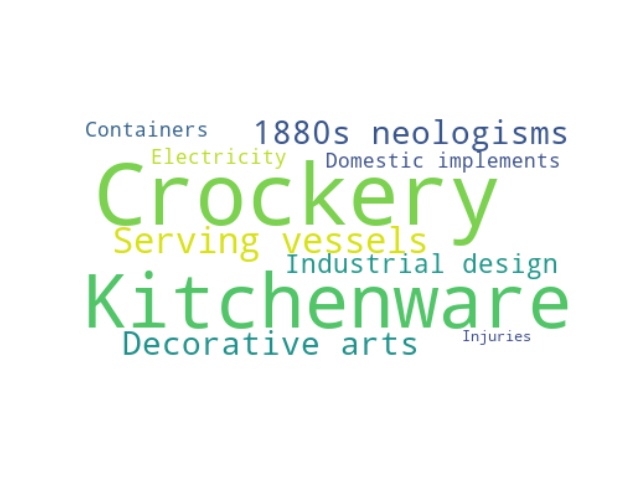 Containers
1880s neologisms
Electricity
Domestic implements
Crockery
Serving vessels
Industrial design
Kitchenware
Decorative arts
Injuries